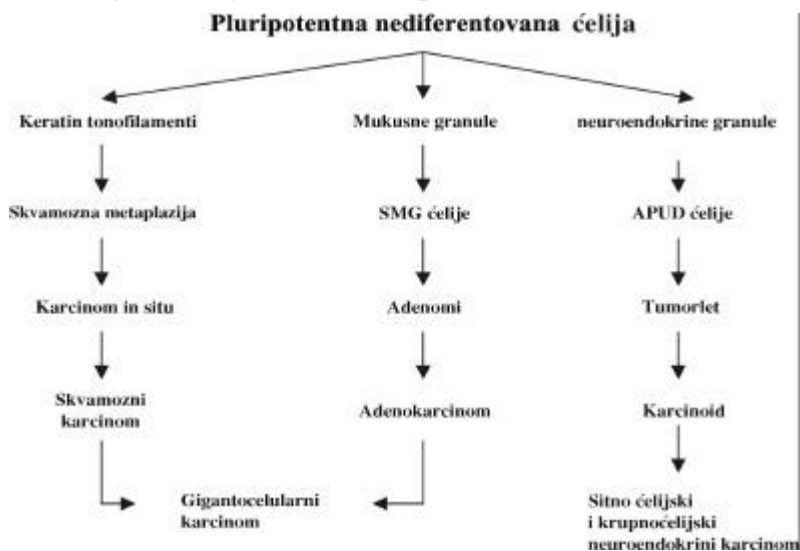 Pluripotentna nediferentovana ćelija
Keratin tonofilamenti
Mukusne granule
neuroendokrine granule
Skvamozna metaplazija
SMG ćelije
APUD ćelije
Karcinom in situ
Adenomi
Tumorlet
Skvamozni
karcinom
Adenokarcinom
Karcinoid
Gigantocelularni
karcinom
Sitno ćelijski
i krupnoćelijski
neuroendokrini karcinom